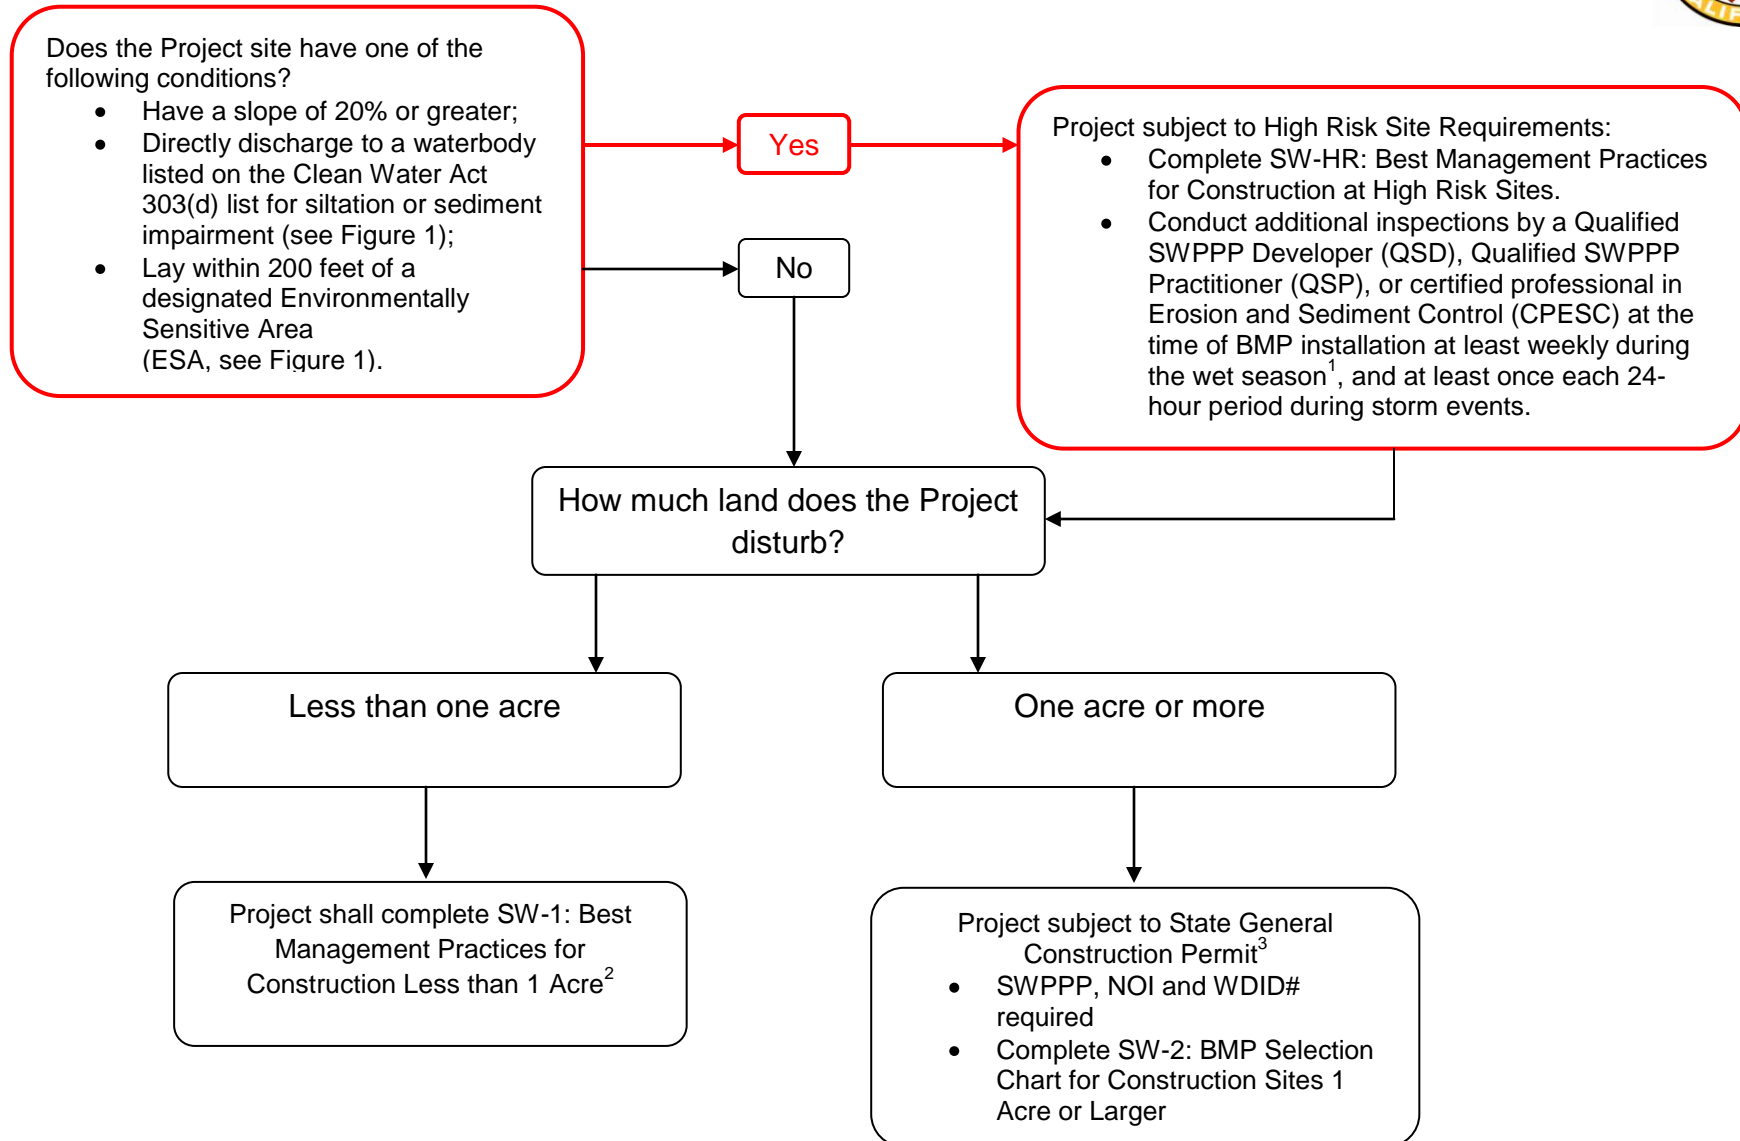 Does the Project site have one of the
following conditions?
• Have a slope of 20% or greater;
• Directly discharge to a waterbody
listed on the Clean Water Act
303(d) list for siltation or sediment
impairment (see Figure 1);
• Lay within 200 feet of a
designated Environmentally
Sensitive Area
(ESA, see Figure 1).
Yes
No
Project subject to High Risk Site Requirements:
• Complete SW-HR: Best Management Practices
for Construction at High Risk Sites.
• Conduct additional inspections by a Qualified
SWPPP Developer (QSD), Qualified SWPPP
Practitioner (QSP), or certified professional in
Erosion and Sediment Control (CPESC) at the
time of BMP installation at least weekly during
the wet season1, and at least once each 24-
hour period during storm events.
How much land does the Project
disturb?
Less than one acre
One acre or more
Project shall complete SW-1: Best
Management Practices for
Construction Less than 1 Acre2
Project subject to State General
Construction Permit3
• SWPPP, NOI and WDID#
required
• Complete SW-2: BMP Selection
Chart for Construction Sites 1
Acre or Larger